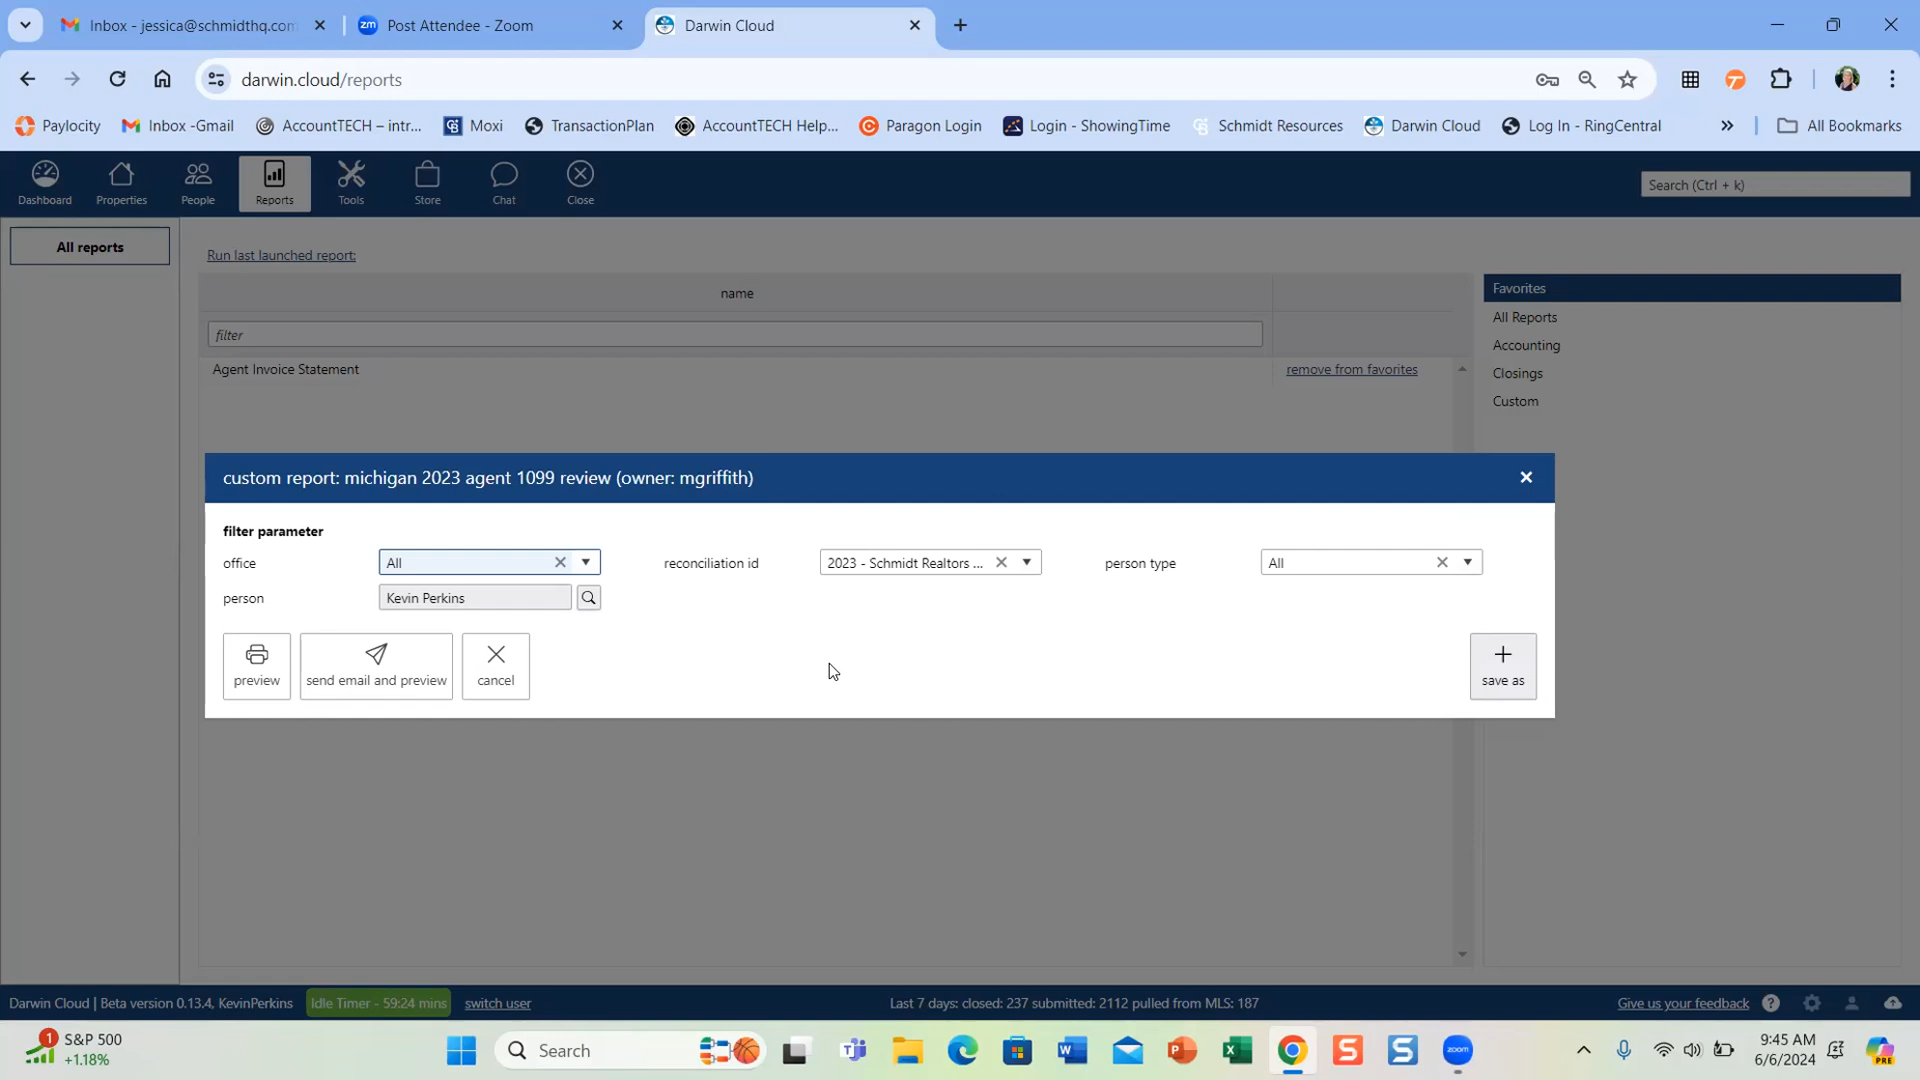 Inbox - jessica@schmidthq.com
Post Attendee - Zoom
Darwin Cloud
darwin.cloud/reports
Paylocity
Inbox -Gmail
AccountTECH – intr...
Moxi
TransactionPlan
AccountTECH Help...
Paragon Login
Login - ShowingTime
Schmidt Resources
Darwin Cloud
Log In - RingCentral
All Bookmarks
Dashboard
Properties
People
Reports
Tools
Store
Chat
Close
Search (Ctrl + k)
All reports
Run last launched report:
name
filter
Agent Invoice Statement
remove from favorites
Favorites
All Reports
Accounting
Closings
Custom
custom report: michigan 2023 agent 1099 review (owner: mgriffith)
filter parameter
office
All
reconciliation id
2023 - Schmidt Realtors ...
person type
All
person
Kevin Perkins
preview
send email and preview
cancel
save as
Darwin Cloud | Beta version 0.13.4, KevinPerkins
Idle Timer - 59:24 mins
switch user
Last 7 days: closed: 237 submitted: 2112 pulled from MLS: 187
Give us your feedback
1
S&P 500
+1.18%
Search
zoom
9:45 AM
6/6/2024
PRE